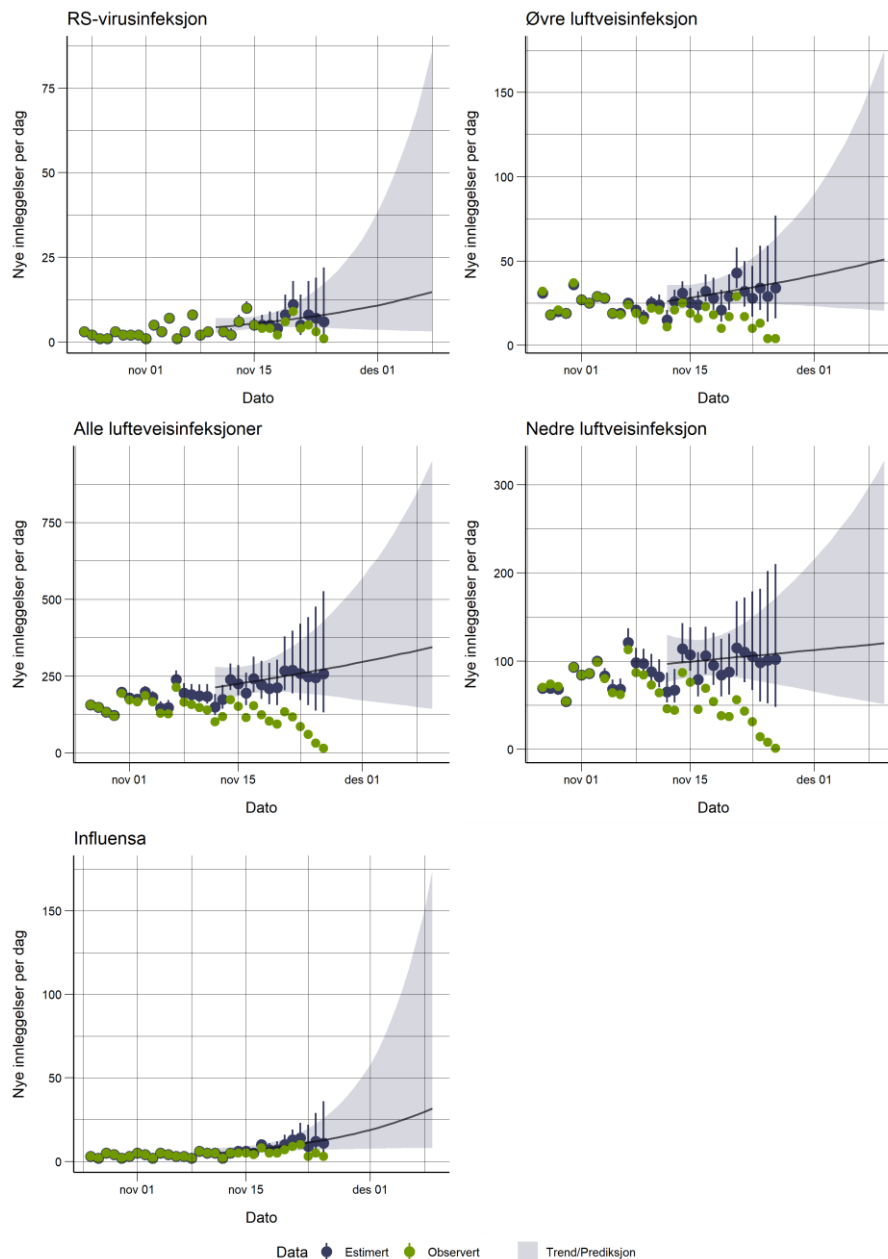 RS-virusinfeksjon
Nye innleggelser per dag
75
50
25
0
nov 01 nov 15 des 01
Dato
Øvre luftveisinfeksjon
Nye innleggelser per dag
150
100
50
0
nov 01 nov 15 des 01
Dato
Alle lufteveisinfeksjoner
Nye innleggelser per dag
750
500
250
0
nov 01 nov 15 des 01
Dato
Nedre luftveisinfeksjon
Nye innleggelser per dag
300
200
100
0
nov 01 nov 15 des 01
Dato
Influensa
Nye innleggelser per dag
150
100
50
0
nov 01 nov 15 des 01
Dato
Data Estimert Observert Trend/Prediksjon